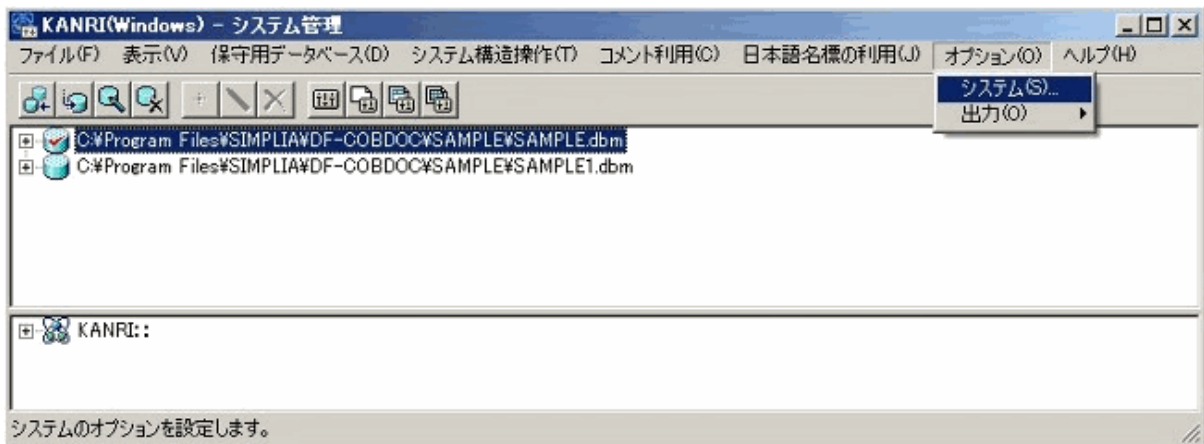 KANRI(Windows) - システム管理
ファイル(F) 表示(V) 保守用データベース(D) システム構造操作(T) コメント利用(C) 日本語名標の利用(J) オプション(O) ヘルプ(H)
システム(S)...
出力(O)
C:¥Program Files¥SIMPLIA¥DF-COBDOC¥SAMPLE¥SAMPLE.dbm
C:¥Program Files¥SIMPLIA¥DF-COBDOC¥SAMPLE¥SAMPLE1.dbm
KANRI::
システムのオプションを設定します。